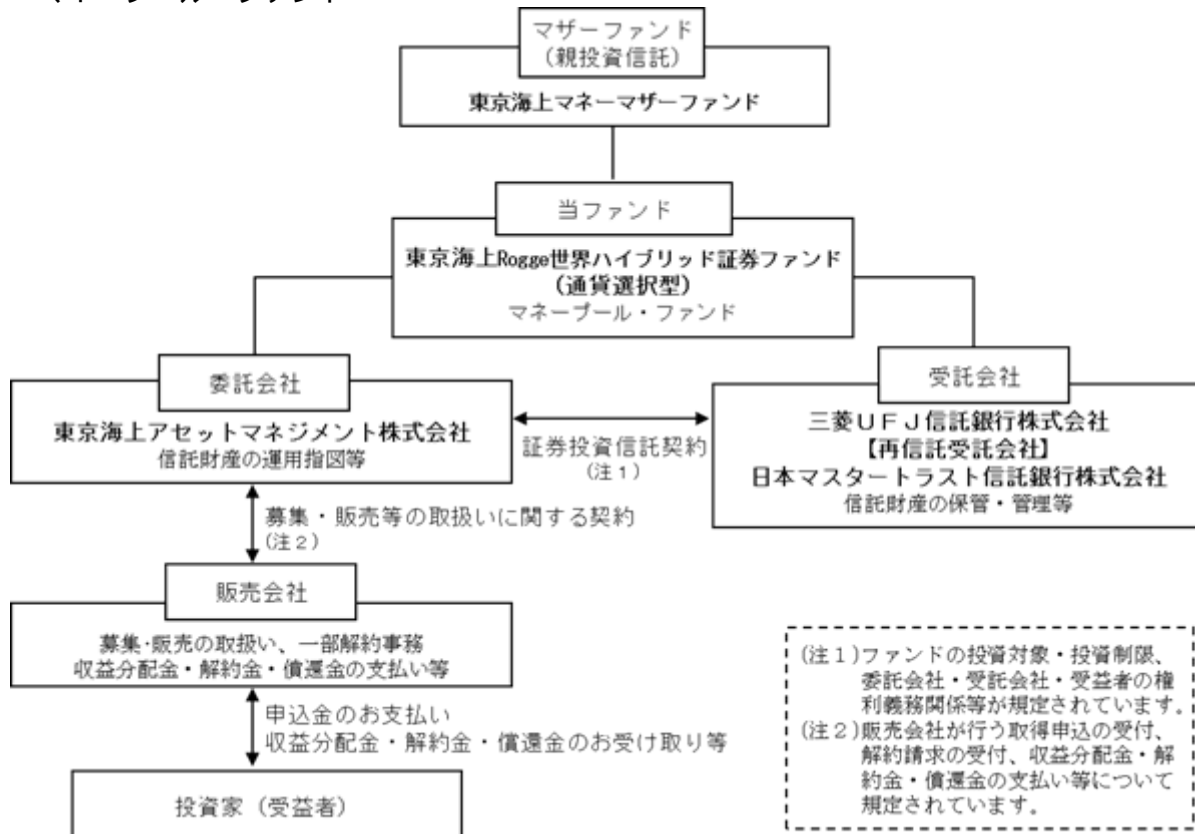 マザーファンド
（親投資信託）
東京海上マネーマザーファンド
当ファンド
東京海上Rogge世界ハイブリッド証券ファンド
（通貨選択型）
マネープール・ファンド
委託会社
東京海上アセットマネジメント株式会社
信託財産の運用指図等
証券投資信託契約
（注１）
受託会社
三菱ＵＦＪ信託銀行株式会社
【再信託受託会社】
日本マスタートラスト信託銀行株式会社
信託財産の保管・管理等
募集・販売等の取扱いに関する契約
（注２）
販売会社
募集・販売の取扱い、一部解約事務
収益分配金・解約金・償還金の支払い等
申込金のお支払い
収益分配金・解約金・償還金のお受け取り等
投資家（受益者）
（注１）ファンドの投資対象・投資制限、
委託会社・受託会社・受益者の権
利義務関係等が規定されています。
（注２）販売会社が行う取得申込の受付、
解約請求の受付、収益分配金・解
約金・償還金の支払い等について
規定されています。